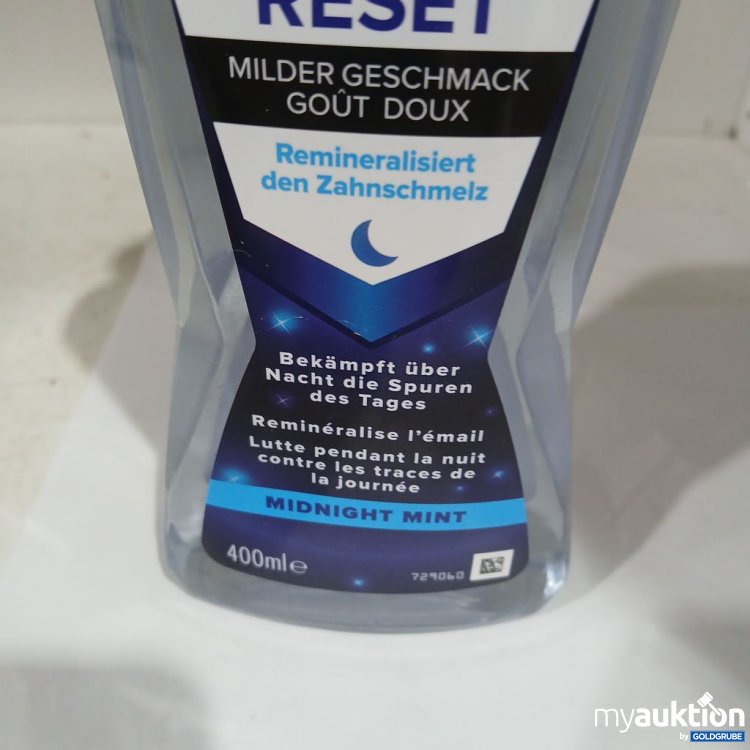 RESET
MILDER GESCHMACK
GOÛT DOUX
Remineralisiert
den Zahnschmelz
Bekämpft über
Nacht die Spuren
des Tages
Reminéralise l'émail
Lutte pendant la nuit
contre les traces de
la journée
MIDNIGHT MINT
400ml e
729060
myauktion
by GOLDGRUBE